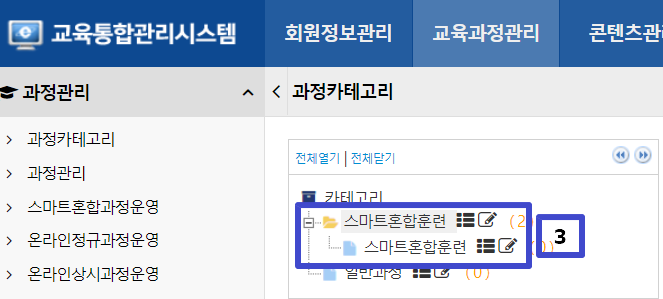 교육통합관리시스템 회원정보관리 교육과정관리 콘텐츠관
과정관리 과정카테고리
과정카테고리
과정관리
스마트혼합과정운영
온라인정규과정운영
온라인상시과정운영
전체열기 | 전체닫기
카테고리
스마트혼합훈련 (2)
스마트혼합훈련 (0)
3
일반과정 (0)